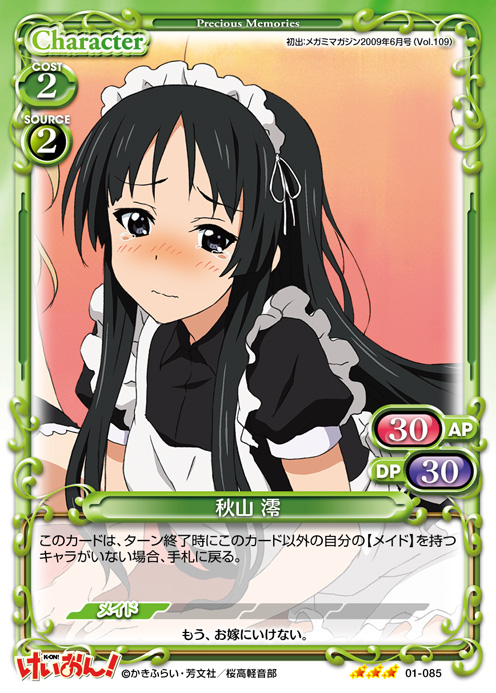 Precious Memories
Character
初出:メガミマガジン2009年6月号(Vol.109)
COST
2
SOURCE
2
30 AP
DP 30
秋山 澪
このカードは、ターン終了時にこのカード以外の自分の【メイド】を持つ
キャラがいない場合、手札に戻る。
メイド
もう、お嫁にいけない。
K-ON!
けいおん!
©かきふらい・芳文社／桜高軽音部
01-085